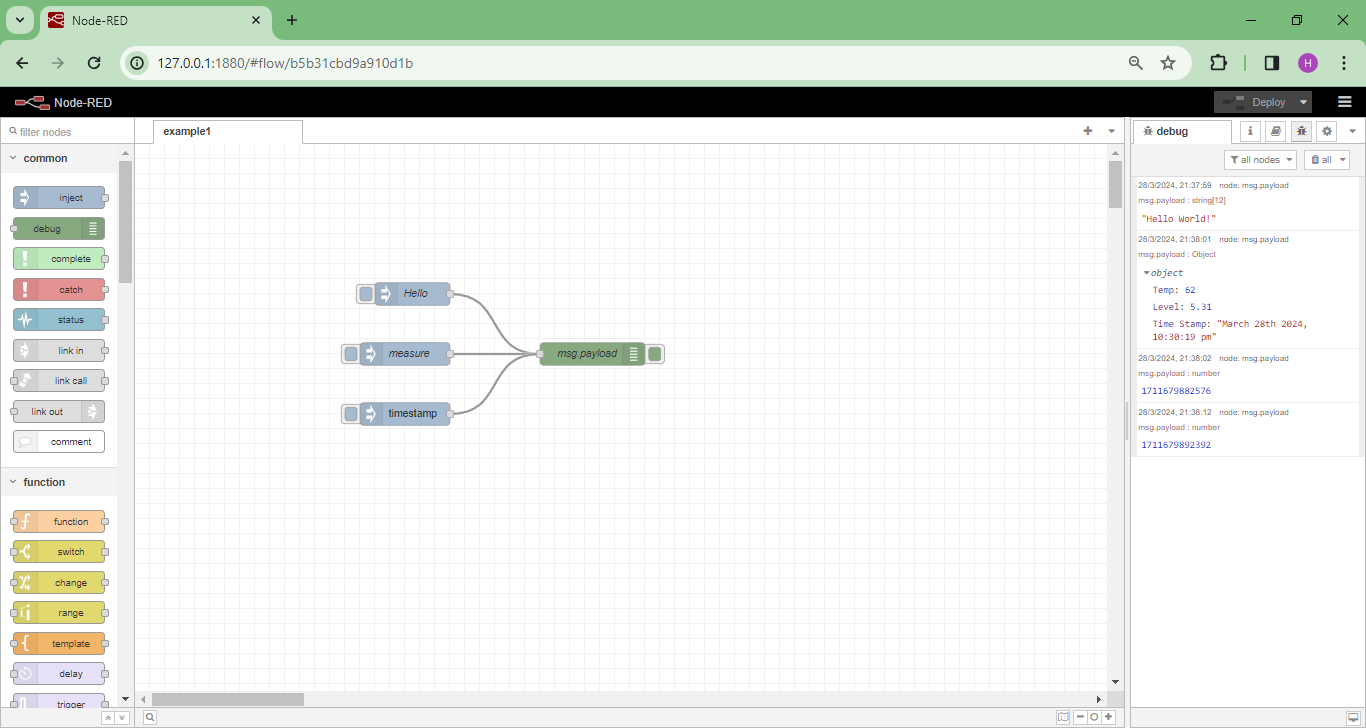 Node-RED
127.0.0.1:1880/#flow/b5b31cbd9a910d1b
H
Node-RED
Deploy
filter nodes
example1
debug
i
common
all nodes
all
inject
debug
complete
catch
status
link in
link call
link out
comment
function
function
switch
change
range
template
delay
trigger
Hello
measure
timestamp
msg.payload
28/3/2024, 21:37:59 node: msg.payload
msg.payload : string[12]
"Hello World!"
28/3/2024, 21:38:01 node: msg.payload
msg.payload : Object
object
Temp: 62
Level: 5.31
Time Stamp: "March 28th 2024,
10:30:19 pm"
28/3/2024, 21:38:02 node: msg.payload
msg.payload : number
1711679882576
28/3/2024, 21:38:12 node: msg.payload
msg.payload : number
1711679892392